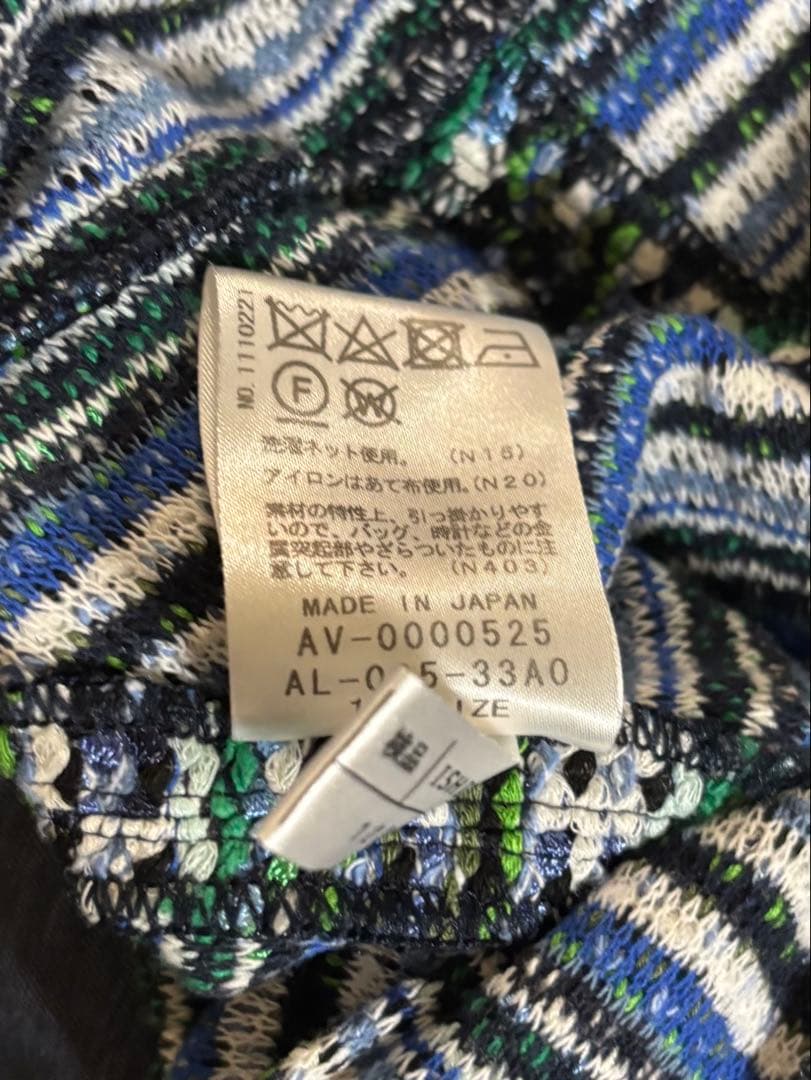 NO.1110221
F
W
洗濯ネット使用。 (N16)
アイロンはあて布使用。(N20)
素材の特性上、引っ掛かりやす
いので、バッグ、時計などの金
属突起部やざらついたものに注
意して下さい。 (N403)
MADE IN JAPAN
AV-0000525